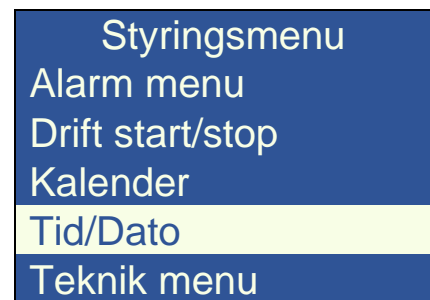 Styringsmenu
Alarm menu
Drift start/stop
Kalender
Tid/Dato
Teknik menu